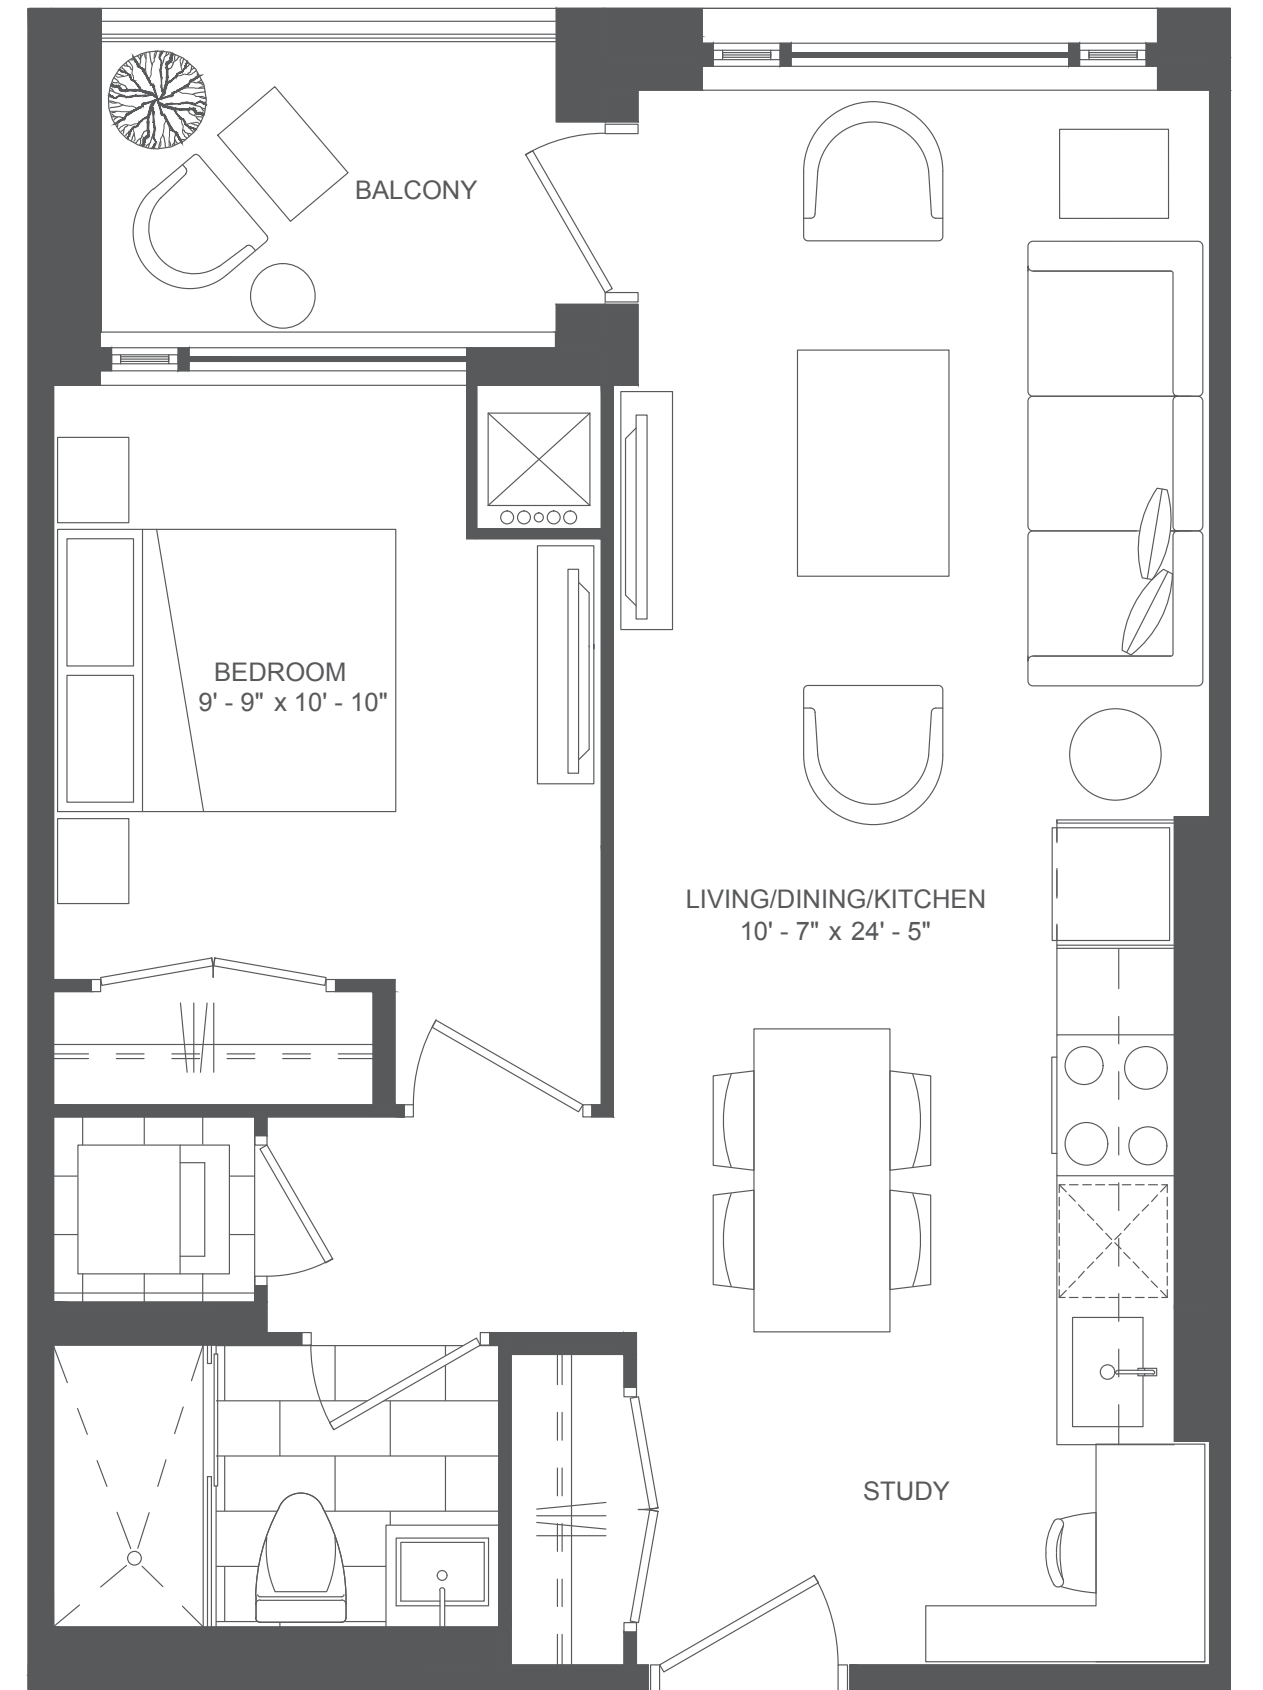 BALCONY
BEDROOM
9' - 9" x 10' - 10"
LIVING/DINING/KITCHEN
10' - 7" x 24' - 5"
STUDY